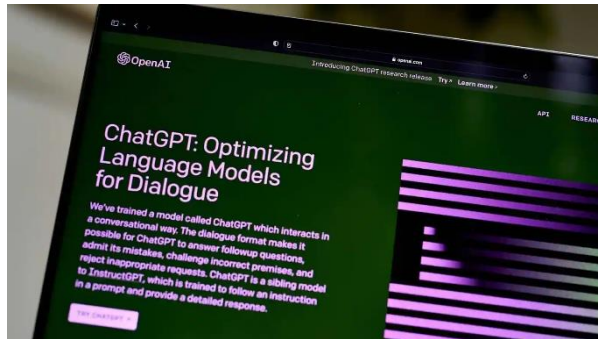 openai.com
Introducing ChatGPT research release Try↗ Learn more›
OpenAI
API RESEAR
ChatGPT: Optimizing
Language Models
for Dialogue
We've trained a model called ChatGPT which interacts in
a conversational way. The dialogue format makes it
possible for ChatGPT to answer followup questions,
admit its mistakes, challenge incorrect premises, and
reject inappropriate requests. ChatGPT is a sibling model
to InstructGPT, which is trained to follow an instruction
in a prompt and provide a detailed response.
TRY CHATGPT ↗